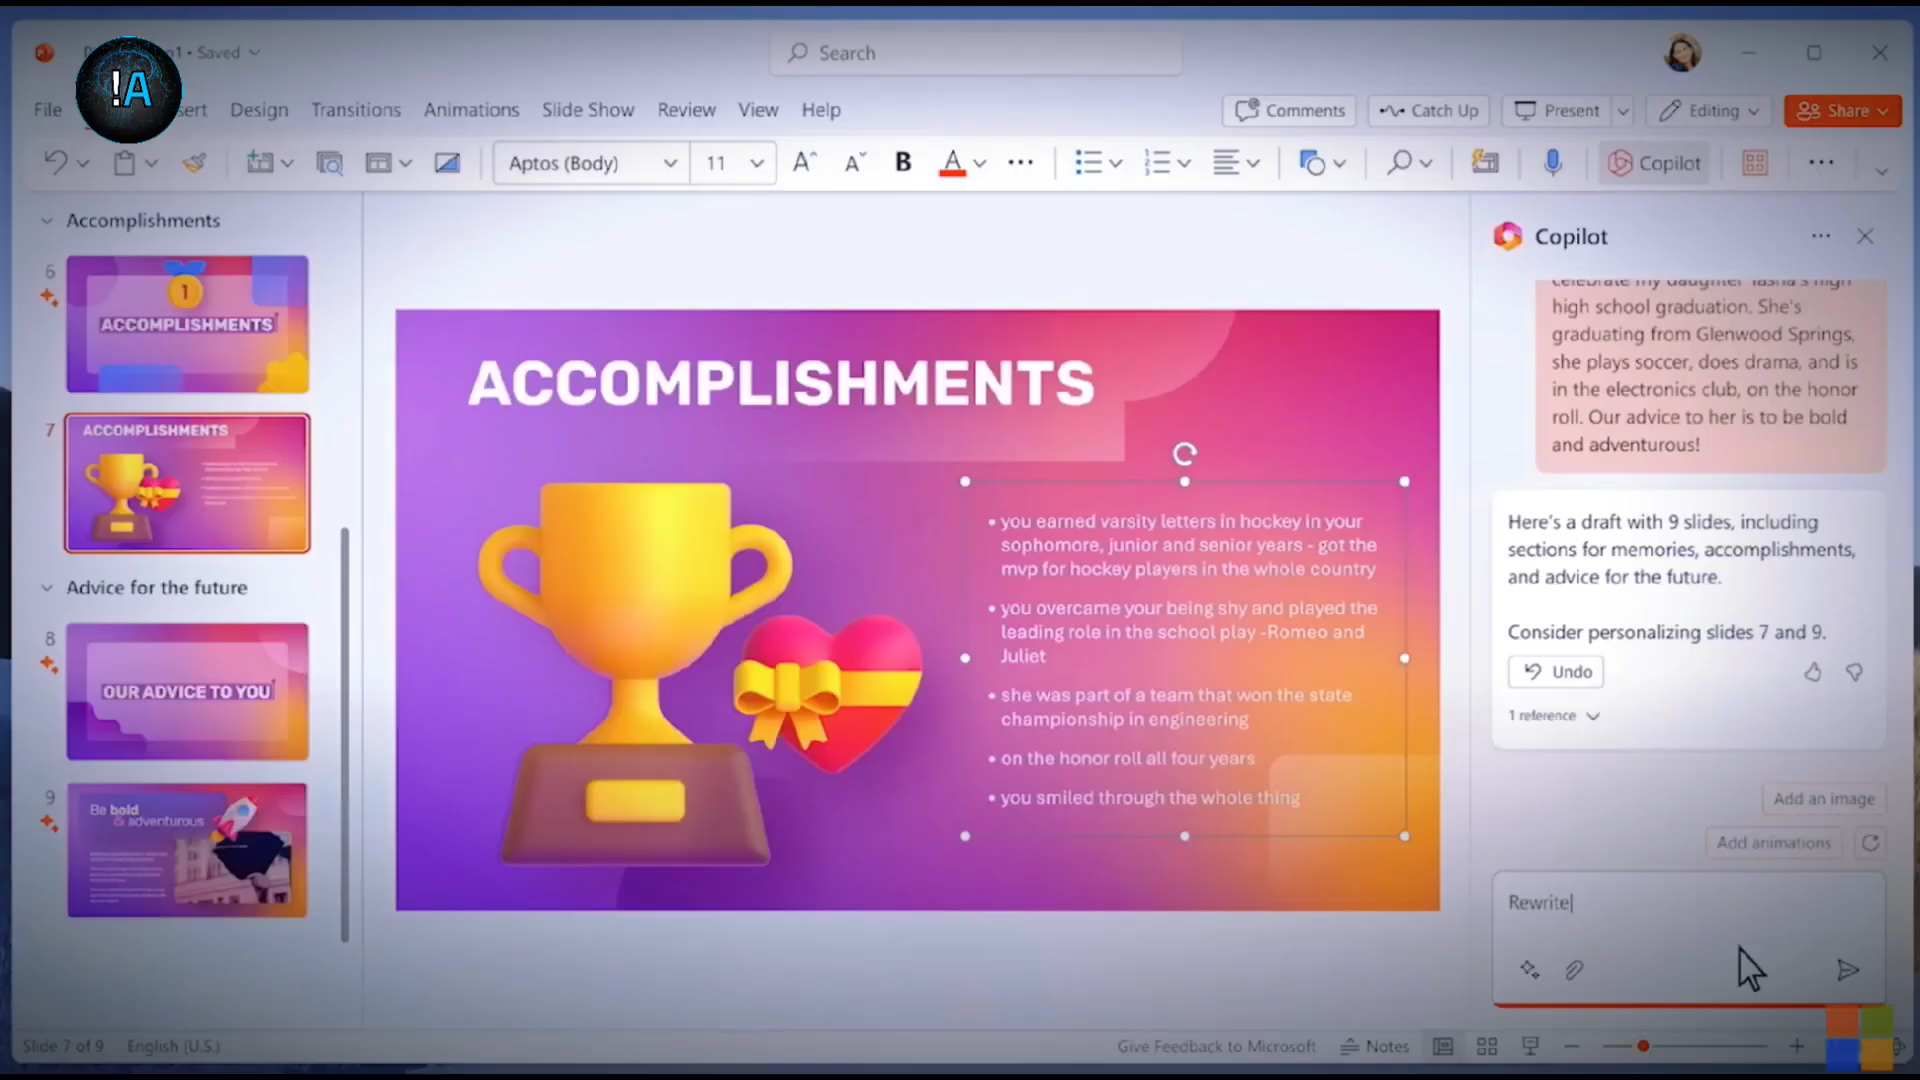 !A
1 • Saved
Search
File
sert
Design
Transitions
Animations
Slide Show
Review
View
Help
Comments
Catch Up
Present
Editing
Share
Aptos (Body)
11
B
A
Copilot
Accomplishments
6
1
ACCOMPLISHMENTS
7
ACCOMPLISHMENTS
Advice for the future
8
OUR ADVICE TO YOU
9
Be bold
& adventurous
ACCOMPLISHMENTS
• you earned varsity letters in hockey in your
sophomore, junior and senior years - got the
mvp for hockey players in the whole country
• you overcame your being shy and played the
leading role in the school play -Romeo and
Juliet
• she was part of a team that won the state
championship in engineering
• on the honor roll all four years
• you smiled through the whole thing
Copilot
celebrate my daughter Tasha's high
high school graduation. She's
graduating from Glenwood Springs,
she plays soccer, does drama, and is
in the electronics club, on the honor
roll. Our advice to her is to be bold
and adventurous!
Here's a draft with 9 slides, including
sections for memories, accomplishments,
and advice for the future.
Consider personalizing slides 7 and 9.
Undo
1 reference
Add an image
Add animations
Rewrite
Slide 7 of 9
English (U.S.)
Give Feedback to Microsoft
Notes